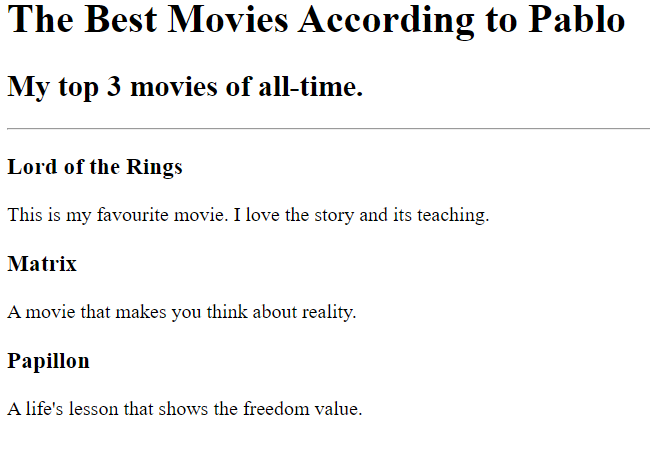 The Best Movies According to Pablo
My top 3 movies of all-time.
Lord of the Rings
This is my favourite movie. I love the story and its teaching.
Matrix
A movie that makes you think about reality.
Papillon
A life's lesson that shows the freedom value.